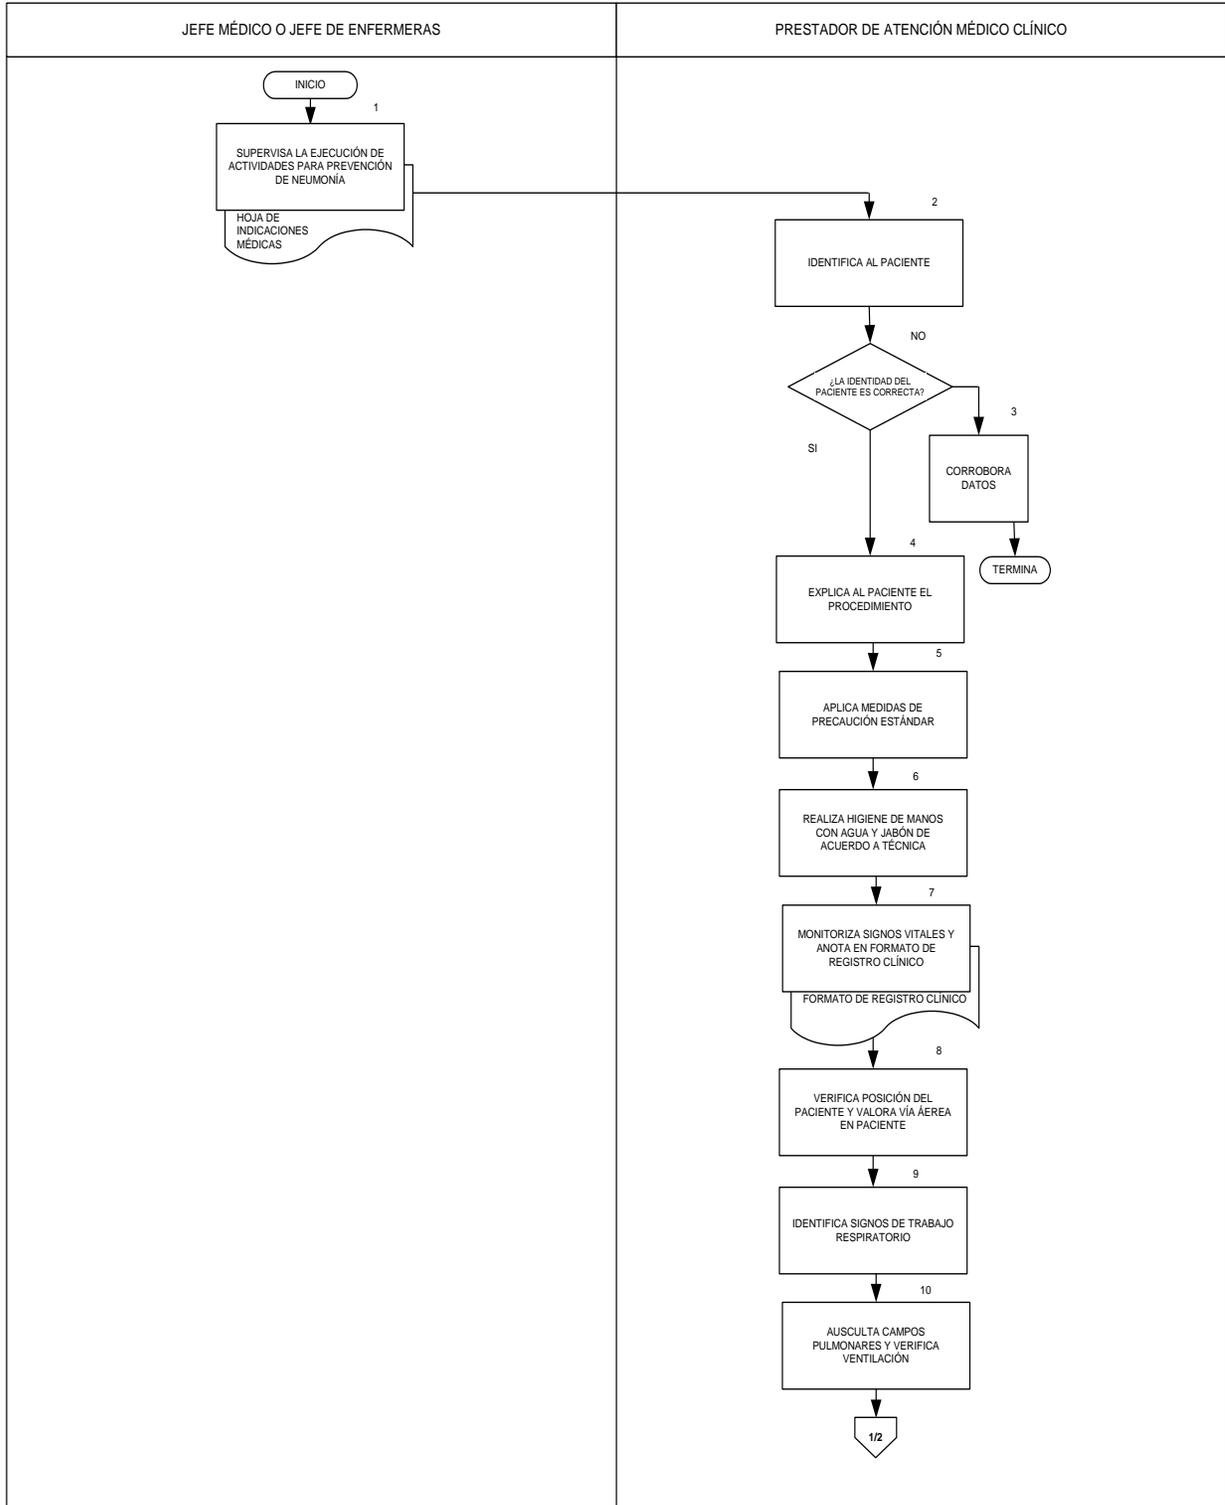 JEFE MÉDICO O JEFE DE ENFERMERAS
PRESTADOR DE ATENCIÓN MÉDICO CLÍNICO
INICIO
1
SUPERVISA LA EJECUCIÓN DE
ACTIVIDADES PARA PREVENCIÓN
DE NEUMONÍA
HOJA DE
INDICACIONES
MÉDICAS
2
IDENTIFICA AL PACIENTE
NO
¿LA IDENTIDAD DEL
PACIENTE ES CORRECTA?
SI
3
CORROBORA
DATOS
TERMINA
4
EXPLICA AL PACIENTE EL
PROCEDIMIENTO
5
APLICA MEDIDAS DE
PRECAUCIÓN ESTÁNDAR
6
REALIZA HIGIENE DE MANOS
CON AGUA Y JABÓN DE
ACUERDO A TÉCNICA
7
MONITORIZA SIGNOS VITALES Y
ANOTA EN FORMATO DE
REGISTRO CLÍNICO
FORMATO DE REGISTRO CLÍNICO
8
VERIFICA POSICIÓN DEL
PACIENTE Y VALORA VÍA ÁEREA
EN PACIENTE
9
IDENTIFICA SIGNOS DE TRABAJO
RESPIRATORIO
10
AUSCULTA CAMPOS
PULMONARES Y VERIFICA
VENTILACIÓN
1/2